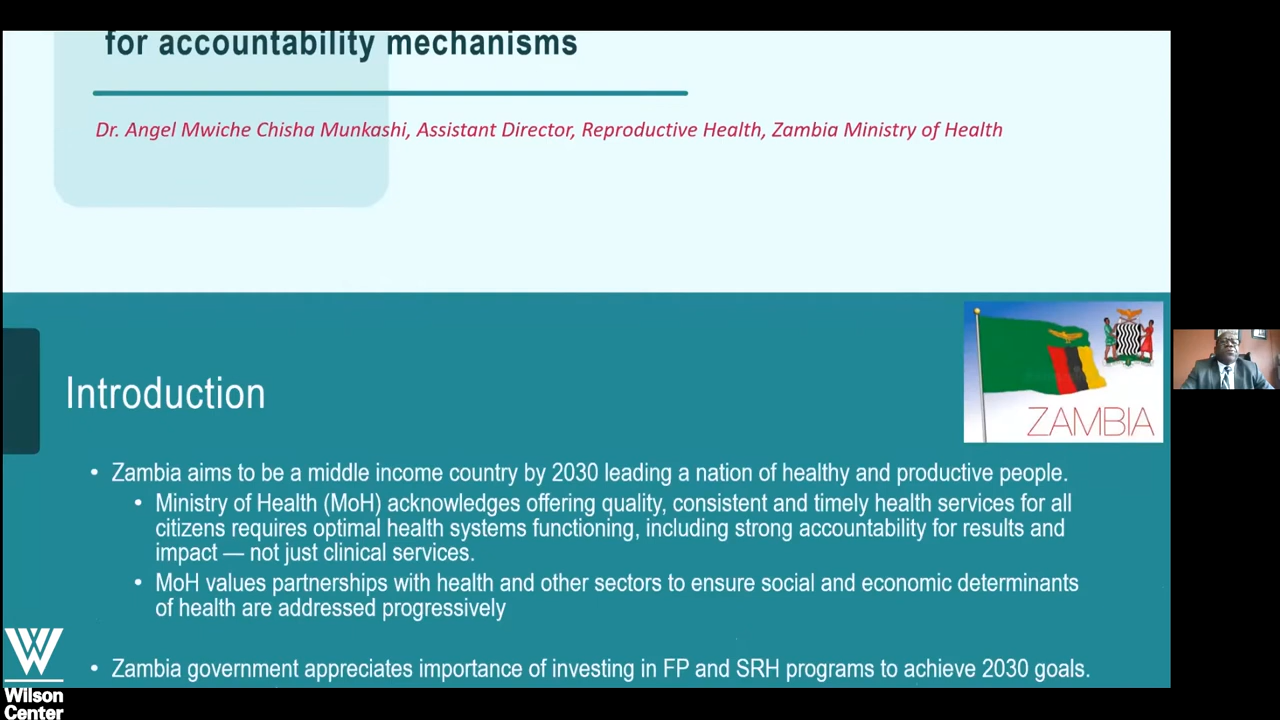 for accountability mechanisms
Dr. Angel Mwiche Chisha Munkashi, Assistant Director, Reproductive Health, Zambia Ministry of Health
ZAMBIA
Introduction
• Zambia aims to be a middle income country by 2030 leading a nation of healthy and productive people.
• Ministry of Health (MoH) acknowledges offering quality, consistent and timely health services for all
citizens requires optimal health systems functioning, including strong accountability for results and
impact — not just clinical services.
• MoH values partnerships with health and other sectors to ensure social and economic determinants
of health are addressed progressively
• Zambia government appreciates importance of investing in FP and SRH programs to achieve 2030 goals.
Wilson
Center